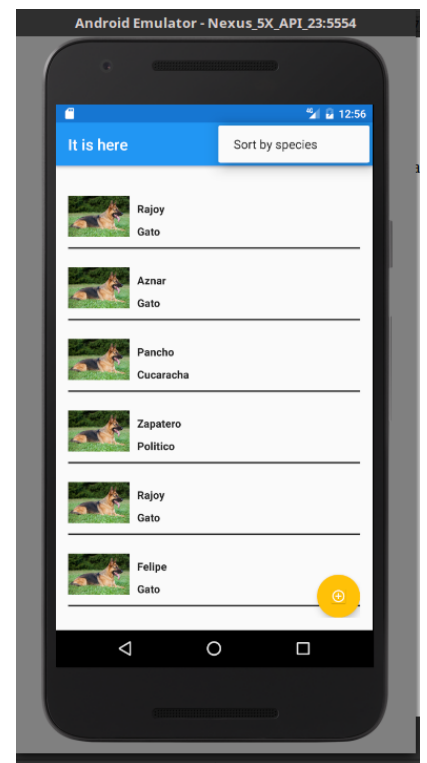 Android Emulator - Nexus_5X_API_23:5554
4G 12:56
It is here
Sort by species
Rajoy
Gato
Aznar
Gato
Pancho
Cucaracha
Zapatero
Politico
Rajoy
Gato
Felipe
Gato